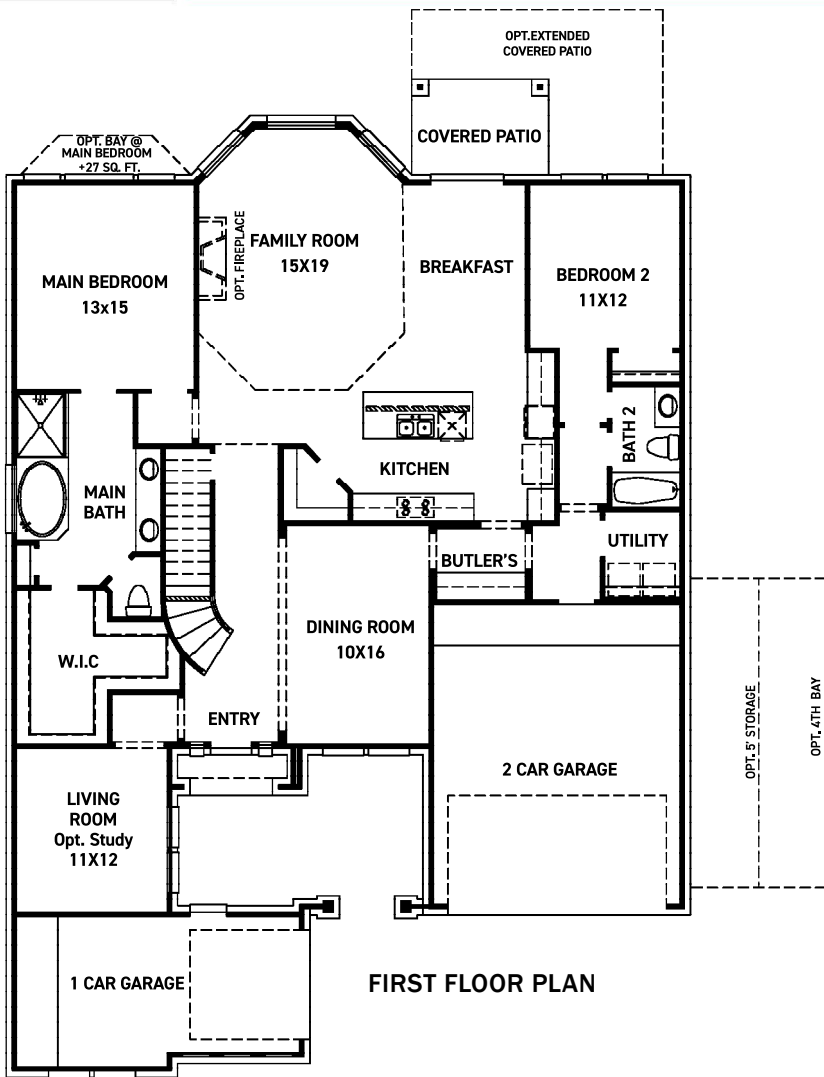 OPT.EXTENDED
COVERED PATIO
COVERED PATIO
OPT. BAY @
MAIN BEDROOM
+27 SQ. FT.
OPT. FIREPLACE
FAMILY ROOM
15X19
BREAKFAST
MAIN BEDROOM
13x15
BEDROOM 2
11X12
BATH 2
KITCHEN
MAIN
BATH
BUTLER'S
UTILITY
DINING ROOM
10X16
W.I.C
ENTRY
OPT. 5' STORAGE
OPT. 4TH BAY
2 CAR GARAGE
LIVING
ROOM
Opt. Study
11X12
1 CAR GARAGE
FIRST FLOOR PLAN